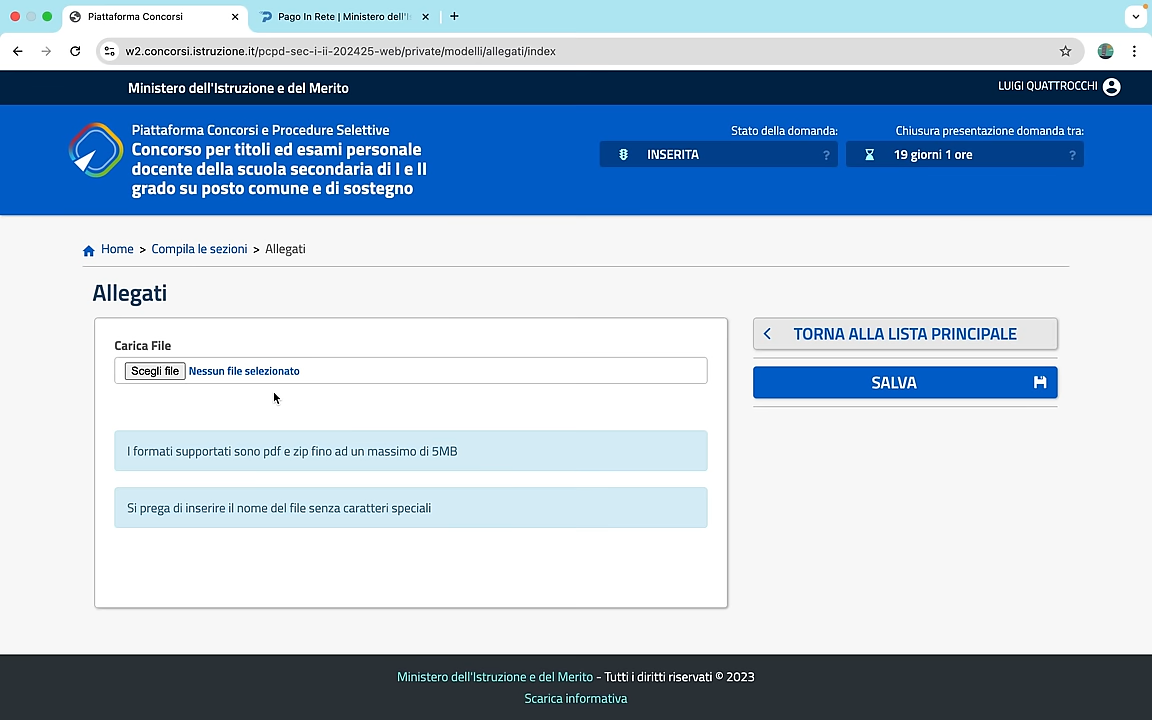 Piattaforma Concorsi
Pago In Rete | Ministero dell'I
w2.concorsi.istruzione.it/pcpd-sec-i-ii-202425-web/private/modelli/allegati/index
Ministero dell'Istruzione e del Merito
LUIGI QUATTROCCHI
Piattaforma Concorsi e Procedure Selettive
Concorso per titoli ed esami personale
docente della scuola secondaria di I e II
grado su posto comune e di sostegno
Stato della domanda:
INSERITA ?
Chiusura presentazione domanda tra:
19 giorni 1 ore ?
Home > Compila le sezioni > Allegati
Allegati
Carica File
Scegli file Nessun file selezionato
I formati supportati sono pdf e zip fino ad un massimo di 5MB
Si prega di inserire il nome del file senza caratteri speciali
TORNA ALLA LISTA PRINCIPALE
SALVA
Ministero dell'Istruzione e del Merito - Tutti i diritti riservati © 2023
Scarica informativa